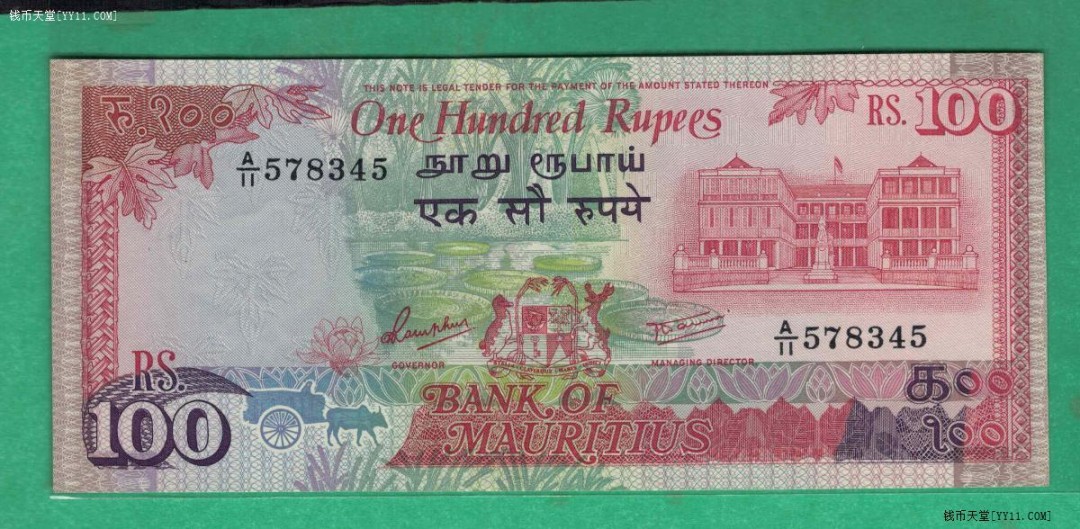 钱币天堂[YY11.COM]
THIS NOTE IS LEGAL TENDER FOR THE PAYMENT OF THE AMOUNT STATED THEREON
रु.१००
One Hundred Rupees
RS. 100
A/11 578345
நூறு ரூபாய்
एक सौ रुपये
A/11 578345
GOVERNOR
MANAGING DIRECTOR
RS.
100
BANK OF
MAURITIUS
க००
१००
钱币天堂[YY11.COM]